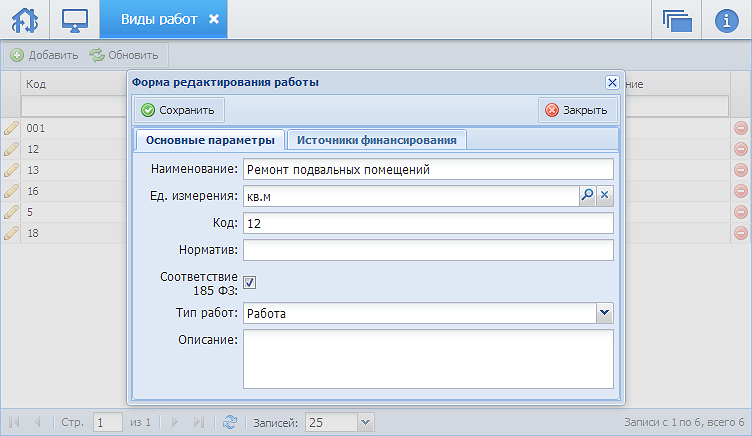 Виды работ
Добавить Обновить
Код ние
Форма редактирования работы
Сохранить Закрыть
Основные параметры Источники финансирования
001
12
13
16
5
18
Наименование: Ремонт подвальных помещений
Ед. измерения: кв.м
Код: 12
Норматив:
Соответствие
185 ФЗ:
Тип работ: Работа
Описание:
Стр. 1 из 1 Записей: 25 Записи с 1 по 6, всего 6